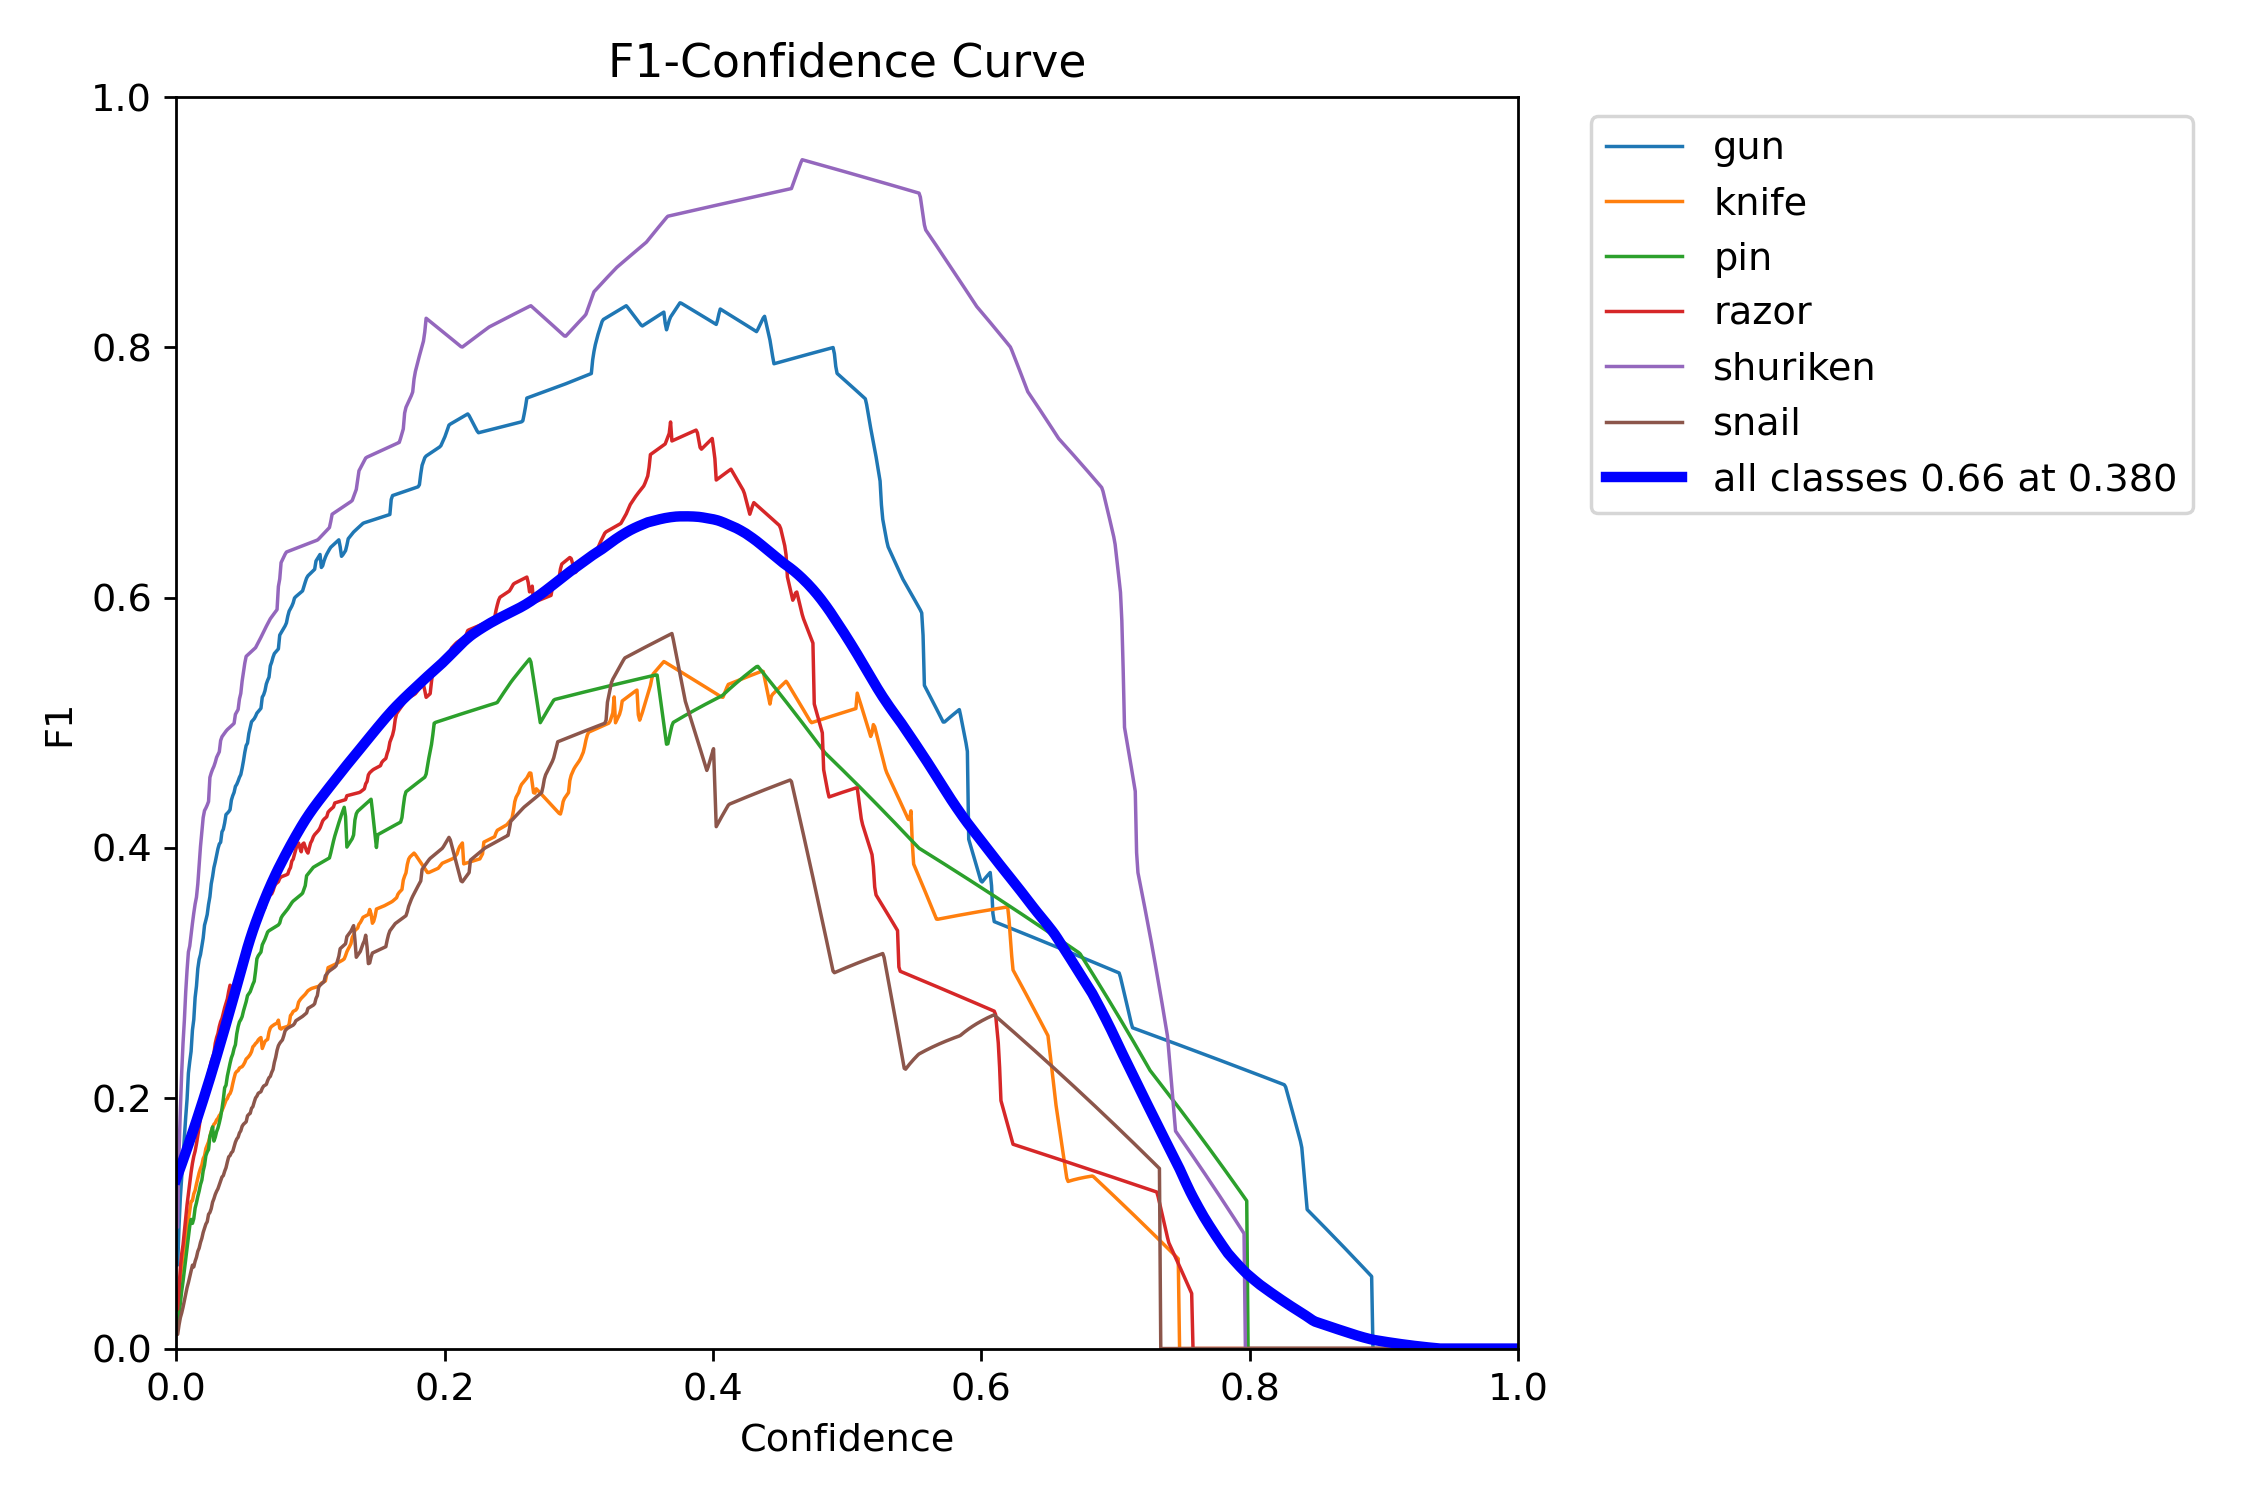 F1-Confidence Curve
1.0
0.8
0.6
0.4
0.2
0.0
F1
0.0 0.2 0.4 0.6 0.8 1.0
Confidence
gun
knife
pin
razor
shuriken
snail
all classes 0.66 at 0.380